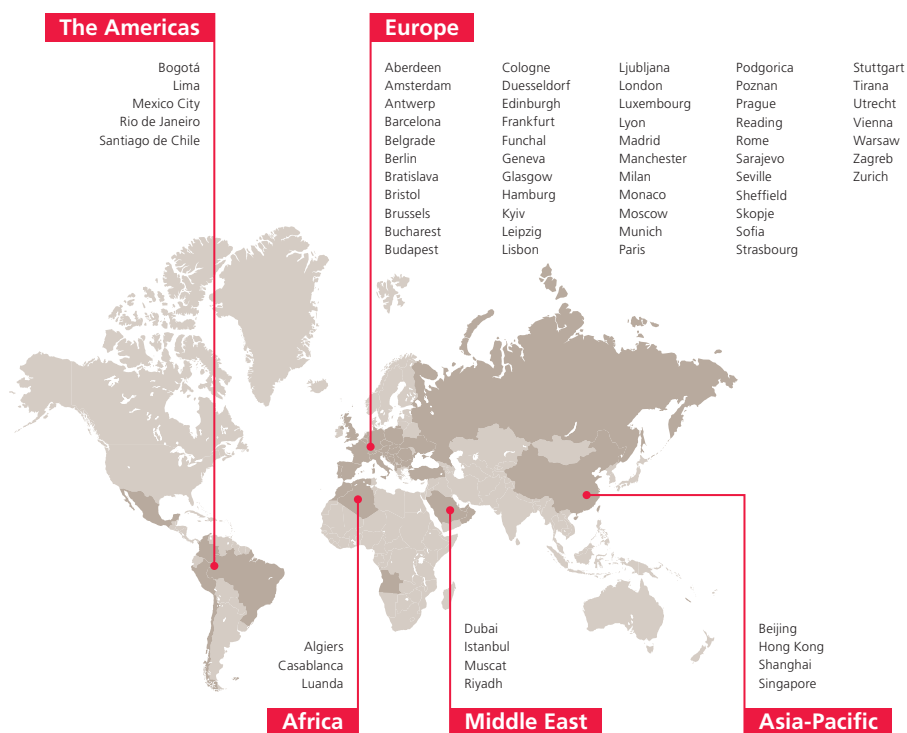 The Americas
Bogotá
Lima
Mexico City
Rio de Janeiro
Santiago de Chile
Europe
Aberdeen
Amsterdam
Antwerp
Barcelona
Belgrade
Berlin
Bratislava
Bristol
Brussels
Bucharest
Budapest
Cologne
Duesseldorf
Edinburgh
Frankfurt
Funchal
Geneva
Glasgow
Hamburg
Kyiv
Leipzig
Lisbon
Ljubljana
London
Luxembourg
Lyon
Madrid
Manchester
Milan
Monaco
Moscow
Munich
Paris
Podgorica
Poznan
Prague
Reading
Rome
Sarajevo
Seville
Sheffield
Skopje
Sofia
Strasbourg
Stuttgart
Tirana
Utrecht
Vienna
Warsaw
Zagreb
Zurich
Algiers
Casablanca
Luanda
Africa
Dubai
Istanbul
Muscat
Riyadh
Middle East
Beijing
Hong Kong
Shanghai
Singapore
Asia-Pacific